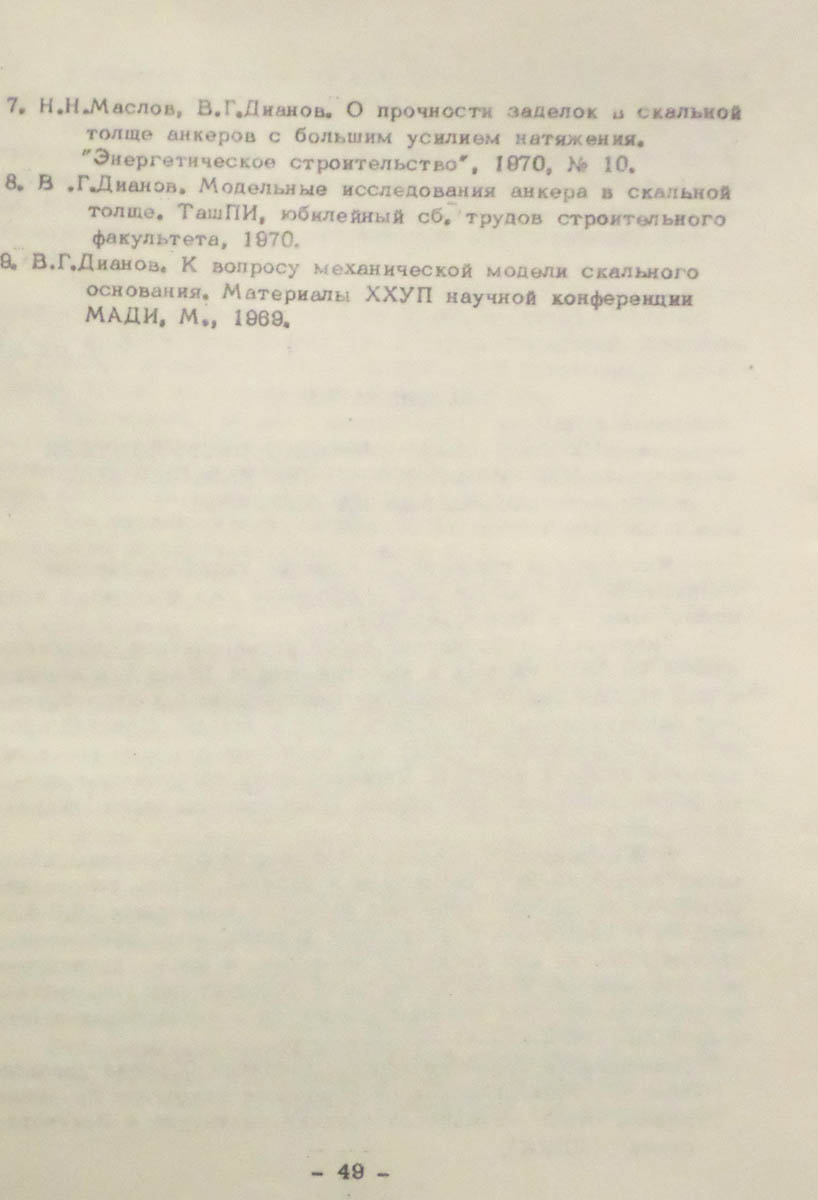 7. Н.Н.Маслов, В.Г.Дианов. О прочности заделок в скальной
толще анкеров с большим усилием натяжения.
"Энергетическое строительство", 1970, № 10.
8. В .Г.Дианов. Модельные исследования анкера в скальной
толще. ТашПИ, юбилейный сб. трудов строительного
факультета, 1970.
9. В.Г.Дианов. К вопросу механической модели скального
основания. Материалы ХХУП научной конференции
МАДИ, М., 1969.
- 49 -